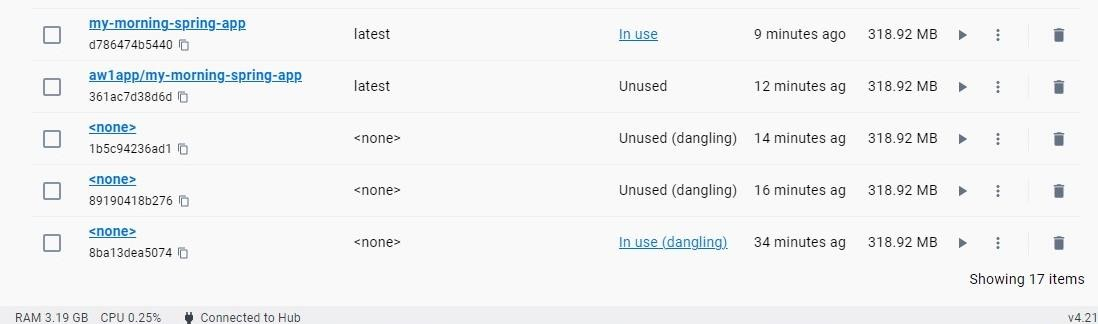 my-morning-spring-app
d786474b5440
latest
In use
9 minutes ago
318.92 MB
aw1app/my-morning-spring-app
361ac7d38d6d
latest
Unused
12 minutes ag
318.92 MB
<none>
1b5c94236ad1
<none>
Unused (dangling)
14 minutes ag
318.92 MB
<none>
89190418b276
<none>
Unused (dangling)
16 minutes ag
318.92 MB
<none>
8ba13dea5074
<none>
In use (dangling)
34 minutes ag
318.92 MB
Showing 17 items
RAM 3.19 GB CPU 0.25% Connected to Hub v4.21